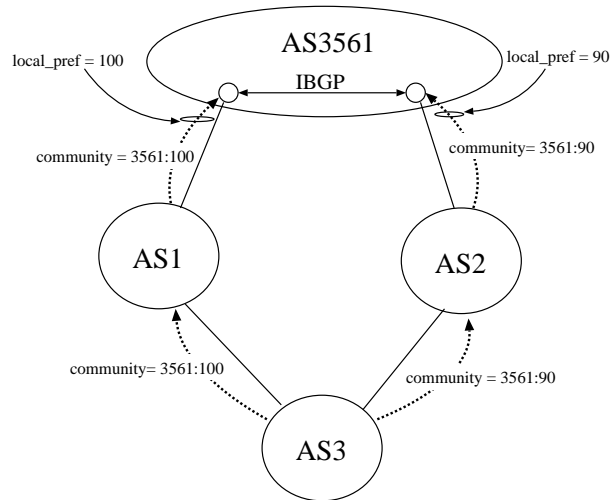 AS3561
local_pref = 100
local_pref = 90
IBGP
community = 3561:100
community = 3561:90
AS1
AS2
community= 3561:100
community = 3561:90
AS3